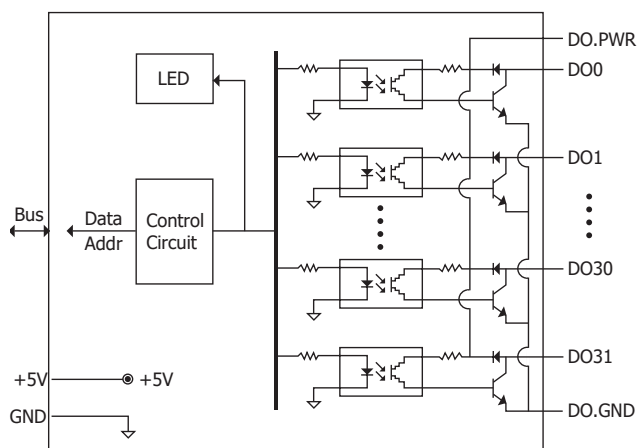 DO.PWR
LED
DO0
DO1
Bus
Data
Addr
Control
Circuit
DO30
DO31
+5V
+5V
GND
DO.GND